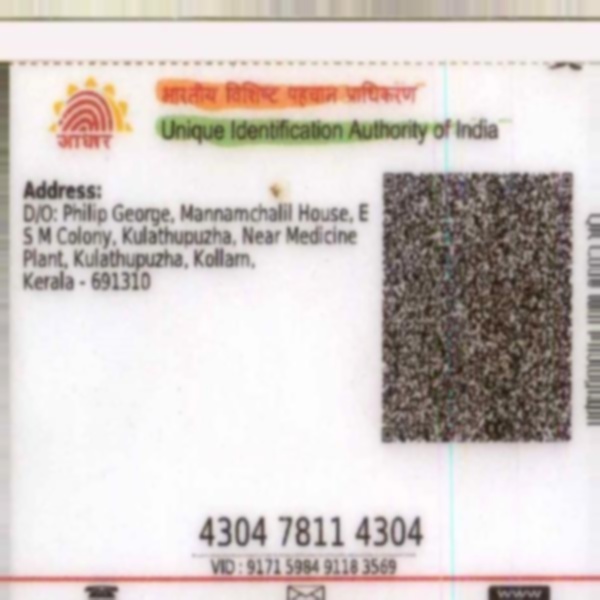 भारतीय विशिष्ट पहचान प्राधिकरण
Unique Identification Authority of India
आधार
Address:
D/O: Philip George, Mannamchalil House, E
S M Colony, Kulathupuzha, Near Medicine
Plant, Kulathupuzha, Kollam,
Kerala - 691310
4304 7811 4304
VID : 9171 5984 9118 3569
www